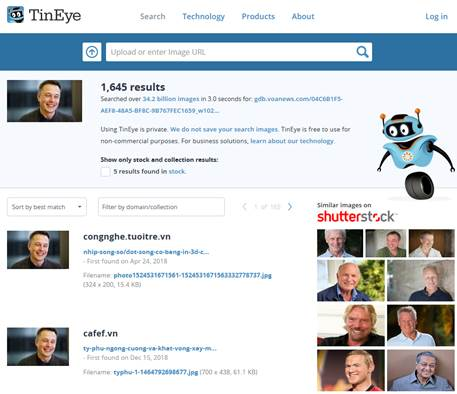 TinEye
Search Technology Products About Log in
Upload or enter Image URL
1,645 results
Searched over 34.2 billion images in 3.0 seconds for: gdb.voanews.com/04C6B1F5-
AEF8-48A5-BF8C-9B767FEC1659_w102...
Using TinEye is private. We do not save your search images. TinEye is free to use for
non-commercial purposes. For business solutions, learn about our technology.
Show only stock and collection results:
5 results found in stock.
Sort by best match
Filter by domain/collection
1 of 165
Similar images on
shutterstock
congnghe.tuoitre.vn
nhip-song-so/dot-song-co-bang-in-3d-c...
- First found on Apr 24, 2018
Filename: photo1524531671561-1524531671563332778737.jpg
(324 x 200, 15.4 KB)
cafef.vn
ty-phu-ngong-cuong-va-khat-vong-xay-m...
- First found on Dec 15, 2018
Filename: typhu-1-1464792698677.jpg (700 x 438, 61.1 KB)